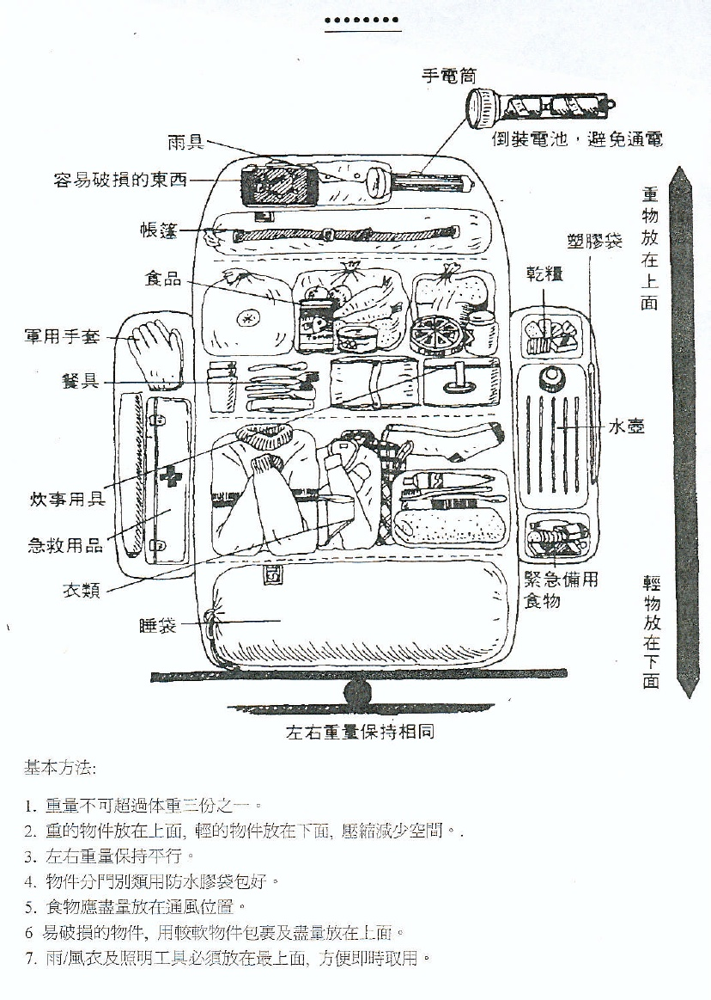 手電筒
倒裝電池，避免通電
雨具
容易破損的東西
帳篷
食品
軍用手套
餐具
炊事用具
急救用品
衣類
睡袋
塑膠袋
乾糧
水壺
緊急備用
食物
重物放在上面
輕物放在下面
左右重量保持相同
基本方法:
1. 重量不可超過体重三份之一。
2. 重的物件放在上面, 輕的物件放在下面, 壓縮減少空間。.
3. 左右重量保持平行。
4. 物件分門別類用防水膠袋包好。
5. 食物應盡量放在通風位置。
6 易破損的物件, 用較軟物件包裹及盡量放在上面。
7. 雨/風衣及照明工具必須放在最上面, 方便即時取用。